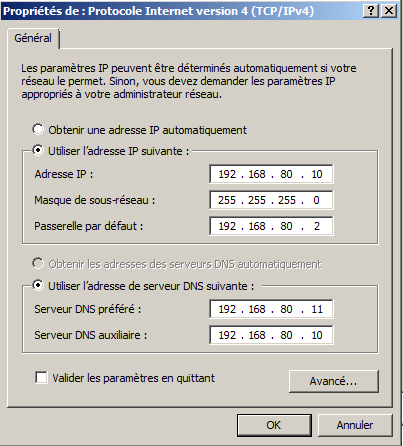 Propriétés de : Protocole Internet version 4 (TCP/IPv4)
Général
Les paramètres IP peuvent être déterminés automatiquement si votre
réseau le permet. Sinon, vous devez demander les paramètres IP
appropriés à votre administrateur réseau.
Obtenir une adresse IP automatiquement
Utiliser l'adresse IP suivante :
Adresse IP : 192 . 168 . 80 . 10
Masque de sous-réseau : 255 . 255 . 255 . 0
Passerelle par défaut : 192 . 168 . 80 . 2
Obtenir les adresses des serveurs DNS automatiquement
Utiliser l'adresse de serveur DNS suivante :
Serveur DNS préféré : 192 . 168 . 80 . 11
Serveur DNS auxiliaire : 192 . 168 . 80 . 10
Valider les paramètres en quittant
Avancé...
OK Annuler